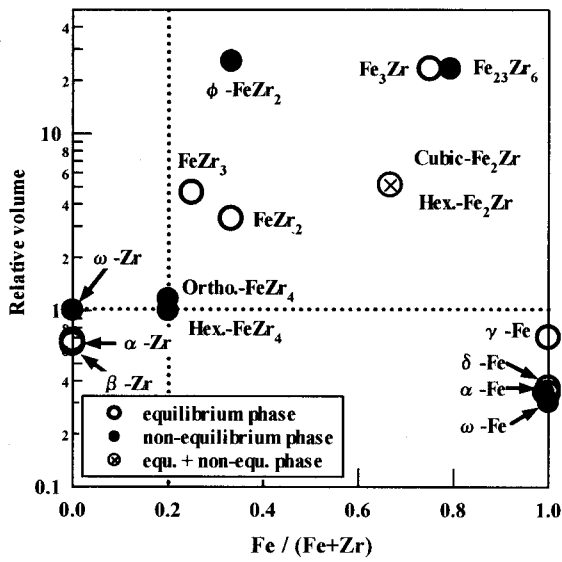 Relative volume
4
2
10
8
6
4
2
1
8
6
4
2
0.1
Fe₃Zr
Fe₂₃Zr₆
ϕ -FeZr₂
Cubic-Fe₂Zr
FeZr₃
Hex.-Fe₂Zr
FeZr₂
ω -Zr
Ortho.-FeZr₄
Hex.-FeZr₄
γ -Fe
α -Zr
δ -Fe
β -Zr
α -Fe
ω -Fe
equilibrium phase
non-equilibrium phase
equ. + non-equ. phase
0.0 0.2 0.4 0.6 0.8 1.0
Fe / (Fe+Zr)